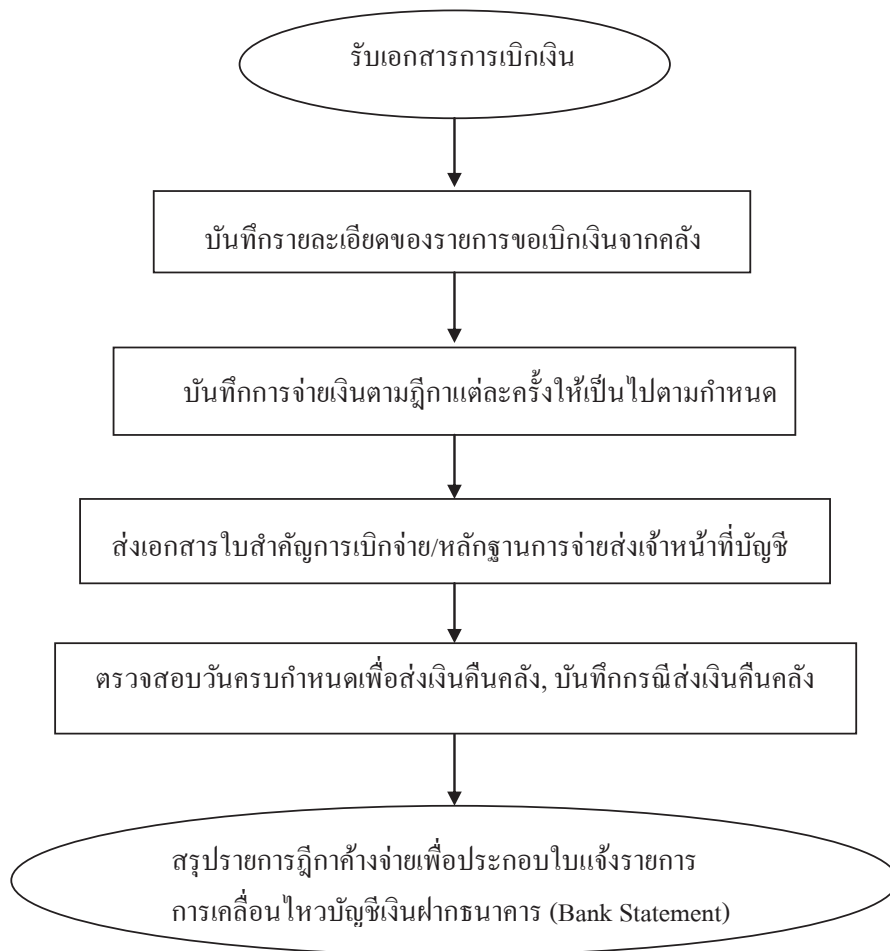 รับเอกสารการเบิกเงิน
บันทึกรายละเอียดของรายการขอเบิกเงินจากคลัง
บันทึกการจ่ายเงินตามฎีกาแต่ละครั้งให้เป็นไปตามกำหนด
ส่งเอกสารใบสำคัญการเบิกจ่าย/หลักฐานการจ่ายส่งเจ้าหน้าที่บัญชี
ตรวจสอบวันครบกำหนดเพื่อส่งเงินคืนคลัง, บันทึกกรณีส่งเงินคืนคลัง
สรุปรายการฎีกาค้างจ่ายเพื่อประกอบใบแจ้งรายการ
การเคลื่อนไหวบัญชีเงินฝากธนาคาร (Bank Statement)